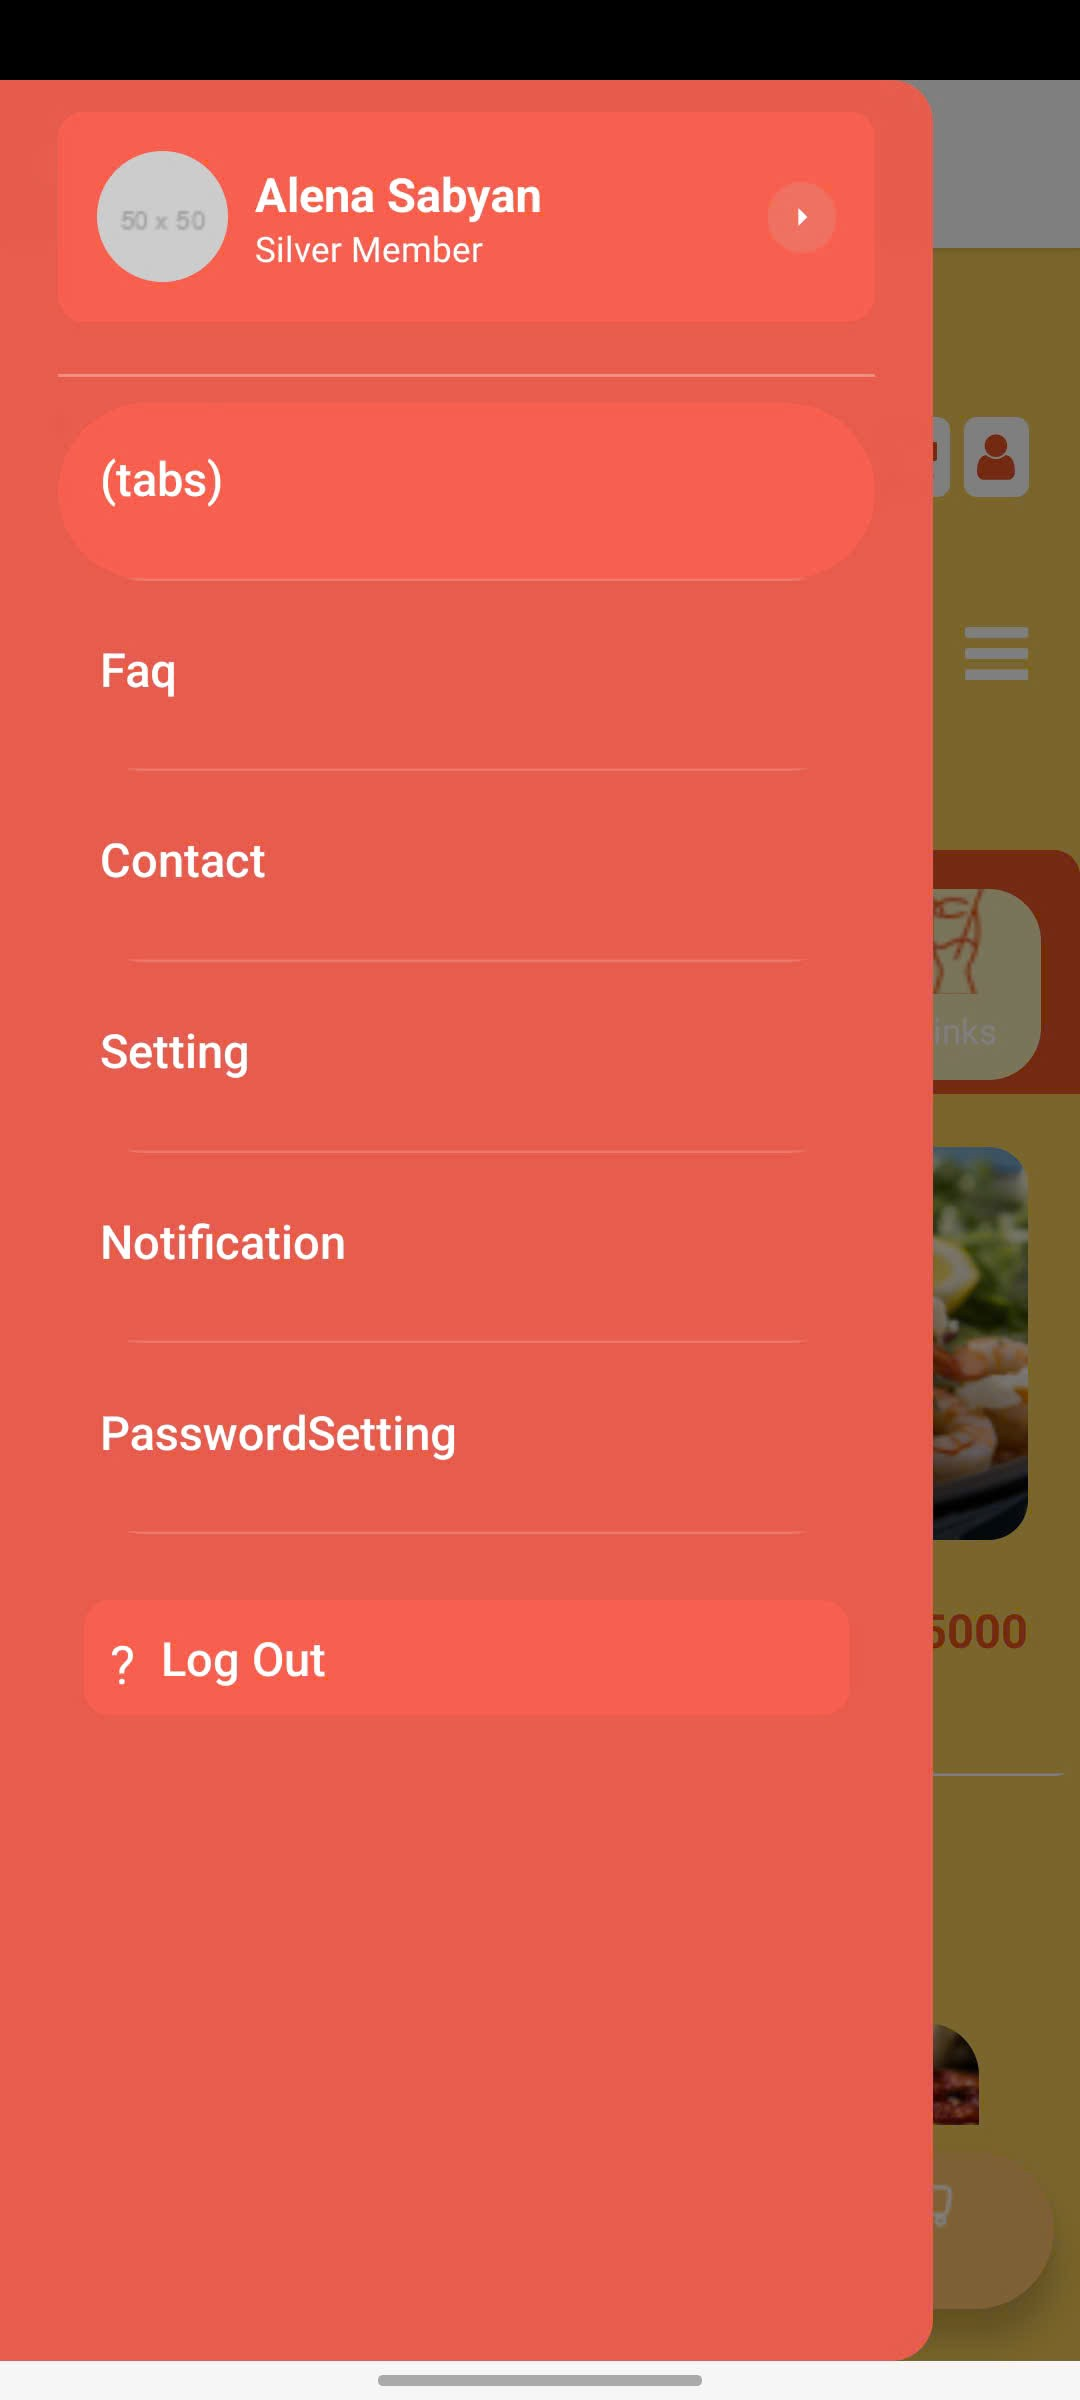 50 x 50
Alena Sabyan
Silver Member
(tabs)
Faq
Contact
inks
Setting
Notification
PasswordSetting
5000
? Log Out